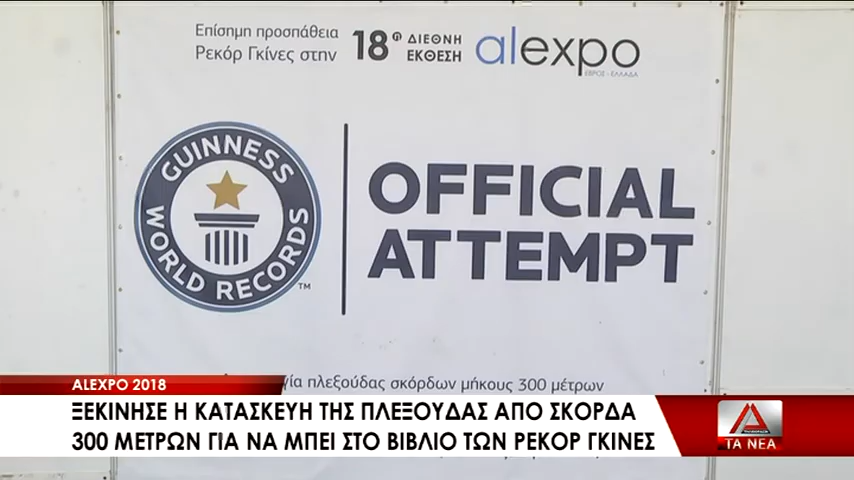 Επίσημη προσπάθεια
Ρεκόρ Γκίνες στην
18η ΔΙΕΘΝΗ
ΕΚΘΕΣΗ
alexpo
ΕΒΡΟΣ - ΕΛΛΑΔΑ
GUINNESS
WORLD RECORDS
TM
OFFICIAL
ATTEMPT
πλεξούδας σκόρδων μήκους 300 μέτρων
ALEXPO 2018
ΞΕΚΙΝΗΣΕ Η ΚΑΤΑΣΚΕΥΗ ΤΗΣ ΠΛΕΞΟΥΔΑΣ ΑΠΟ ΣΚΟΡΔΑ
300 ΜΕΤΡΩΝ ΓΙΑ ΝΑ ΜΠΕΙ ΣΤΟ ΒΙΒΛΙΟ ΤΩΝ ΡΕΚΟΡ ΓΚΙΝΕΣ
ΤΑ ΝΕΑ